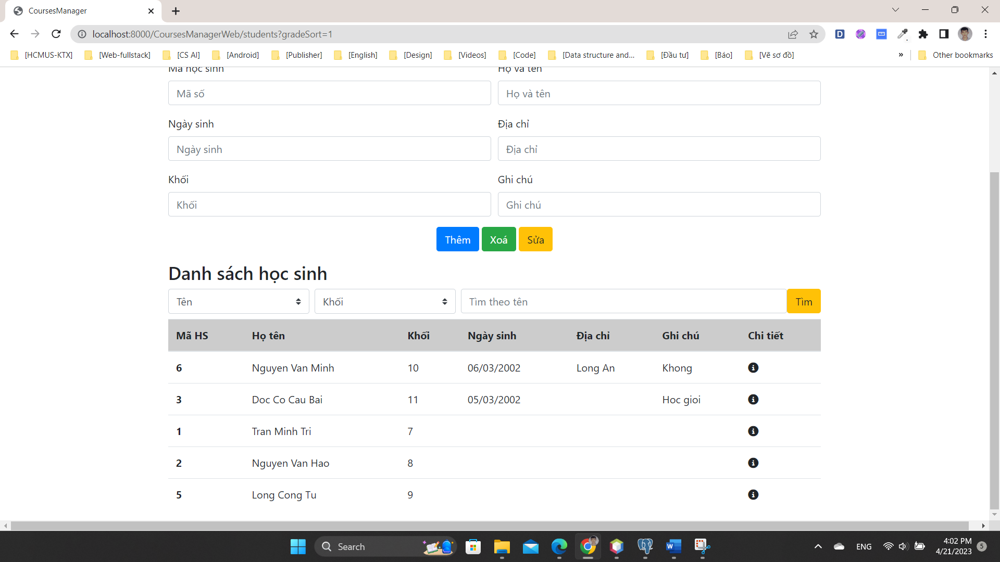 CoursesManager
localhost:8000/CoursesManagerWeb/students?gradeSort=1
[HCMUS-KTX] [Web-fullstack] [CS AI] [Android] [Publisher] [English] [Design] [Videos] [Code] [Data structure and... [Đầu tư] [Báo] [Vẽ sơ đồ] » Other bookmarks
Mã học sinh Họ và tên
Mã số Họ và tên
Ngày sinh Địa chỉ
Ngày sinh Địa chỉ
Khối Ghi chú
Khối Ghi chú
Thêm Xoá Sửa
Danh sách học sinh
Tên Khối Tìm theo tên Tìm
Mã HS Họ tên Khối Ngày sinh Địa chỉ Ghi chú Chi tiết
6 Nguyen Van Minh 10 06/03/2002 Long An Khong
3 Doc Co Cau Bai 11 05/03/2002 Hoc gioi
1 Tran Minh Tri 7
2 Nguyen Van Hao 8
5 Long Cong Tu 9
Search ENG 4:02 PM
4/21/2023 5